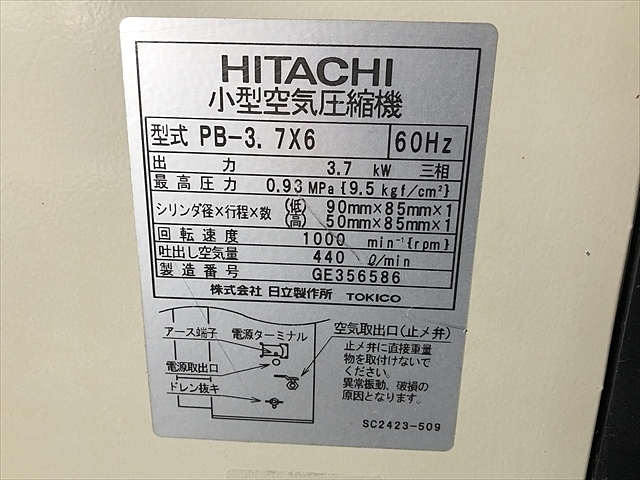 HITACHI
小型空気圧縮機
型式 PB-3.7X6 60Hz
出力 3.7 kW 三相
最高圧力 0.93 MPa {9.5 kgf/cm²}
シリンダ径×行程×数 (低) 90mm×85mm×1
(高) 50mm×85mm×1
回転速度 1000 min⁻¹{rpm}
吐出し空気量 440 ℓ/min
製造番号 GE356586
株式会社 日立製作所 TOKICO
アース端子
電源ターミナル
空気取出口(止メ弁)
電源取出口
ドレン抜キ
止メ弁に直接重量
物を取付けないで
ください。
異常振動、破損の
原因となります。
SC2423-509